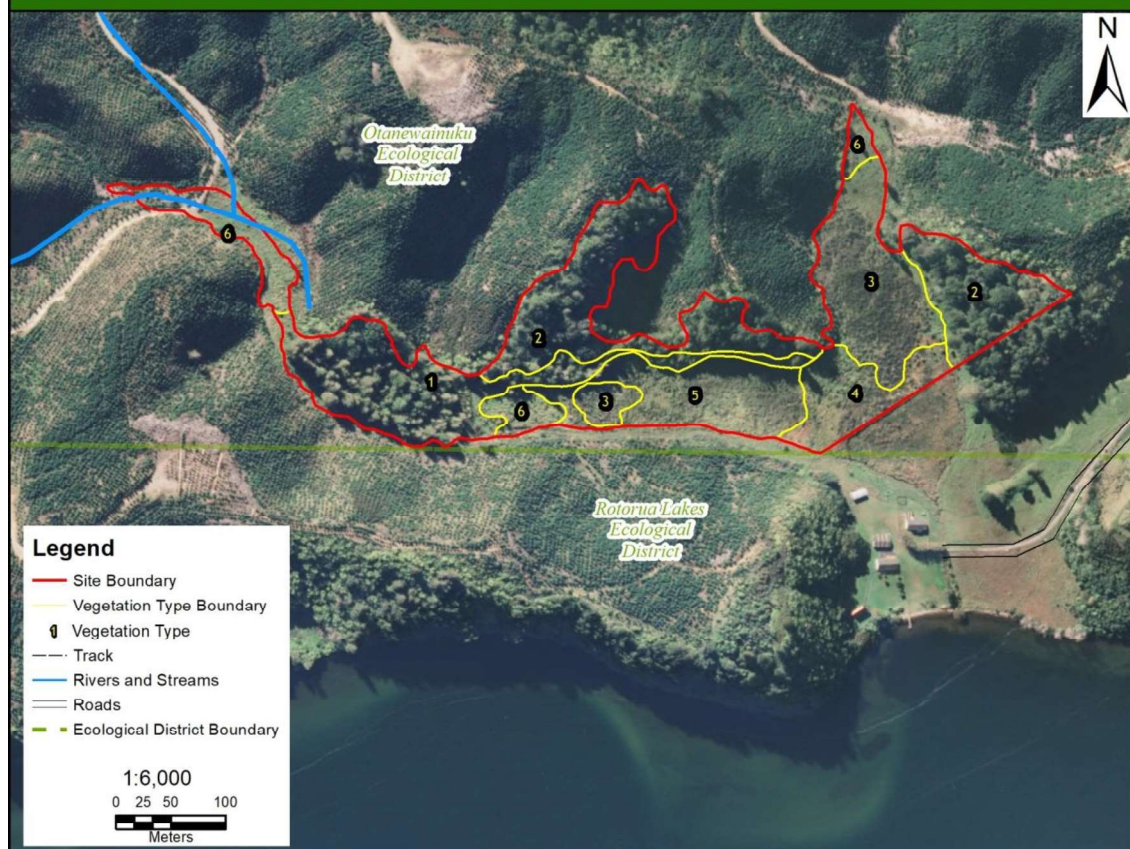 N
Otanewainuku
Ecological
District
6
6
3
2
2
1
4
5
3
6
Rotorua Lakes
Ecological
District
Legend
Site Boundary
Vegetation Type Boundary
1 Vegetation Type
Track
Rivers and Streams
Roads
Ecological District Boundary
1:6,000
0 25 50 100
Meters